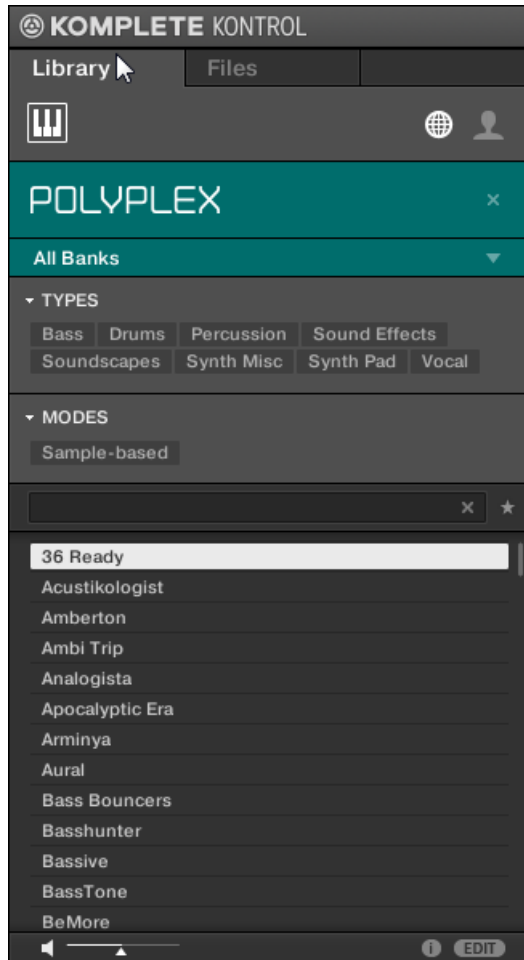 KOMPLETE KONTROL
Library Files
POLYPLEX ×
All Banks
TYPES
Bass Drums Percussion Sound Effects
Soundscapes Synth Misc Synth Pad Vocal
MODES
Sample-based
36 Ready
Acustikologist
Amberton
Ambi Trip
Analogista
Apocalyptic Era
Arminya
Aural
Bass Bouncers
Basshunter
Bassive
BassTone
BeMore
i EDIT